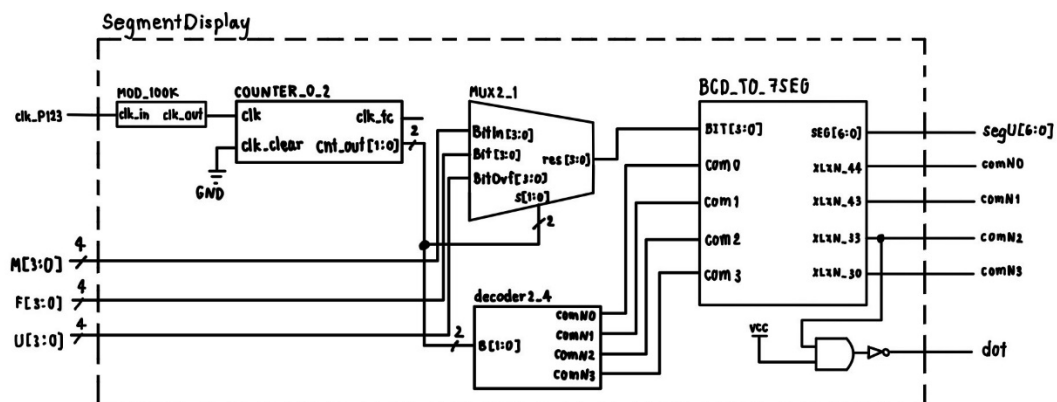 SegmentDisplay
clk_P123
MOD_100K
clk_in
clk_out
COUNTER_0_2
clk
clk_clear
clk_tc
Cnt_out[1:0]
2
GND
MUX2_1
BitIn[3:0]
Bit[3:0]
BitOvf[3:0]
S[1:0]
res[3:0]
2
BCD_TO_7SEG
BIT[3:0]
com0
com1
com2
com3
SEG[6:0]
XLXN_44
XLXN_43
XLXN_33
XLXN_30
segU[6:0]
comN0
comN1
comN2
comN3
M[3:0]
4
F[3:0]
4
U[3:0]
4
decoder2_4
B[1:0]
2
comN0
comN1
comN2
comN3
VCC
dot